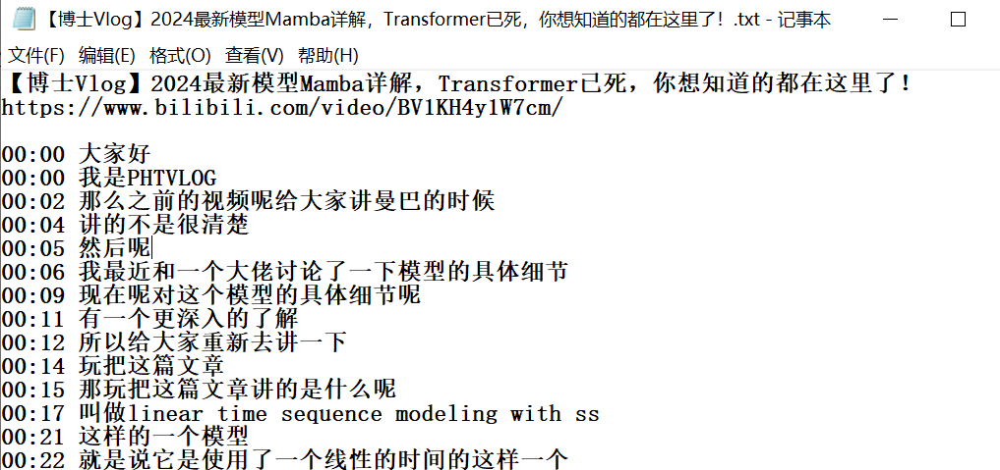 【博士Vlog】2024最新模型Mamba详解，Transformer已死，你想知道的都在这里了！.txt - 记事本
文件(F) 编辑(E) 格式(O) 查看(V) 帮助(H)
【博士Vlog】2024最新模型Mamba详解，Transformer已死，你想知道的都在这里了！
https://www.bilibili.com/video/BV1KH4y1W7cm/
00:00 大家好
00:00 我是PHTVLOG
00:02 那么之前的视频呢给大家讲曼巴的时候
00:04 讲的不是很清楚
00:05 然后呢
00:06 我最近和一个大佬讨论了一下模型的具体细节
00:09 现在呢对这个模型的具体细节呢
00:11 有一个更深入的了解
00:12 所以给大家重新去讲一下
00:14 玩把这篇文章
00:15 那玩把这篇文章讲的是什么呢
00:17 叫做linear time sequence modeling with ss
00:21 这样的一个模型
00:22 就是说它是使用了一个线性的时间的这样一个